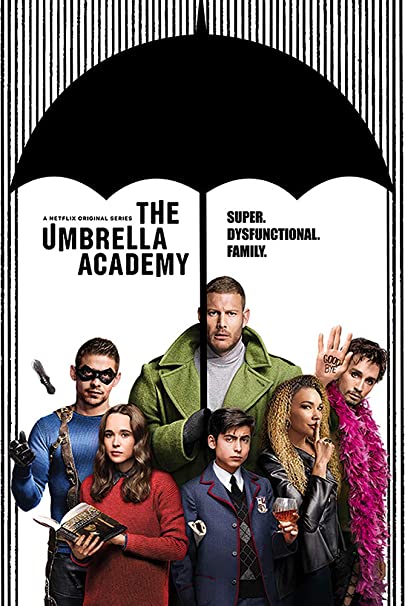 A NETFLIX ORIGINAL SERIES
THE
UMBRELLA
ACADEMY
SUPER.
DYSFUNCTIONAL.
FAMILY.
GOOD
BYE